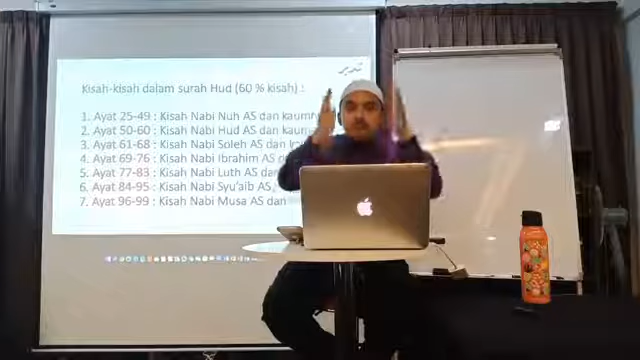 تدبر
Kisah-kisah dalam surah Hud (60 % kisah) :
1. Ayat 25-49 : Kisah Nabi Nuh AS dan kaum
2. Ayat 50-60 : Kisah Nabi Hud AS dan kaum
3. Ayat 61-68 : Kisah Nabi Soleh AS dan
4. Ayat 69-76 : Kisah Nabi Ibrahim AS
5. Ayat 77-83 : Kisah Nabi Luth AS dan
6. Ayat 84-95 : Kisah Nabi Syu'aib AS
7. Ayat 96-99 : Kisah Nabi Musa AS dan